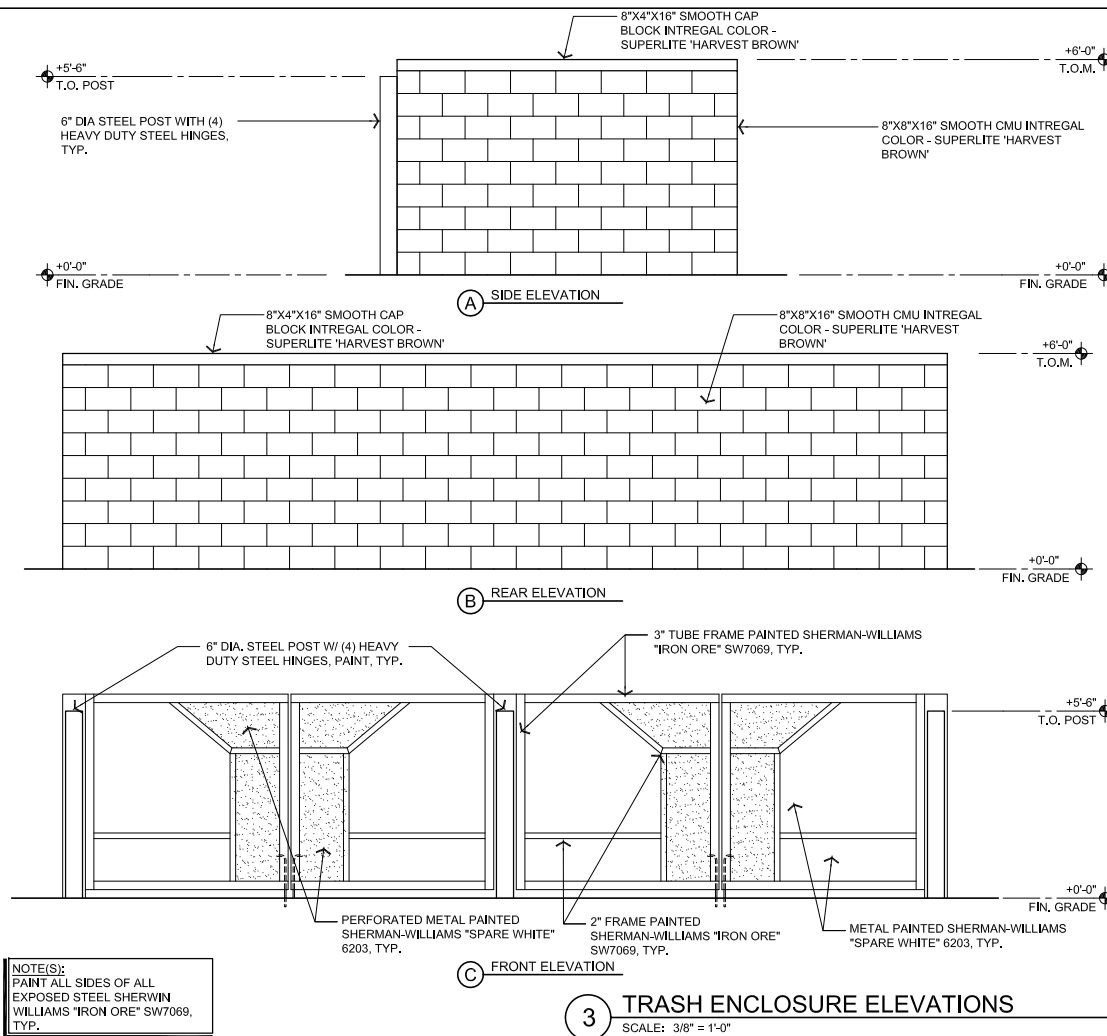 8"X4"X16" SMOOTH CAP
BLOCK INTREGAL COLOR -
SUPERLITE 'HARVEST BROWN'
+5'-6"
T.O. POST
+6'-0"
T.O.M.
6" DIA STEEL POST WITH (4)
HEAVY DUTY STEEL HINGES,
TYP.
8"X8"X16" SMOOTH CMU INTREGAL
COLOR - SUPERLITE 'HARVEST
BROWN'
+0'-0"
FIN. GRADE
+0'-0"
FIN. GRADE
A SIDE ELEVATION
8"X4"X16" SMOOTH CAP
BLOCK INTREGAL COLOR -
SUPERLITE 'HARVEST BROWN'
8"X8"X16" SMOOTH CMU INTREGAL
COLOR - SUPERLITE 'HARVEST
BROWN'
+6'-0"
T.O.M.
+0'-0"
FIN. GRADE
B REAR ELEVATION
6" DIA. STEEL POST W/ (4) HEAVY
DUTY STEEL HINGES, PAINT, TYP.
3" TUBE FRAME PAINTED SHERMAN-WILLIAMS
"IRON ORE" SW7069, TYP.
+5'-6"
T.O. POST
+0'-0"
FIN. GRADE
PERFORATED METAL PAINTED
SHERMAN-WILLIAMS "SPARE WHITE"
6203, TYP.
2" FRAME PAINTED
SHERMAN-WILLIAMS "IRON ORE"
SW7069, TYP.
METAL PAINTED SHERMAN-WILLIAMS
"SPARE WHITE" 6203, TYP.
C FRONT ELEVATION
NOTE(S):
PAINT ALL SIDES OF ALL
EXPOSED STEEL SHERWIN
WILLIAMS "IRON ORE" SW7069,
TYP.
3 TRASH ENCLOSURE ELEVATIONS
SCALE: 3/8" = 1'-0"